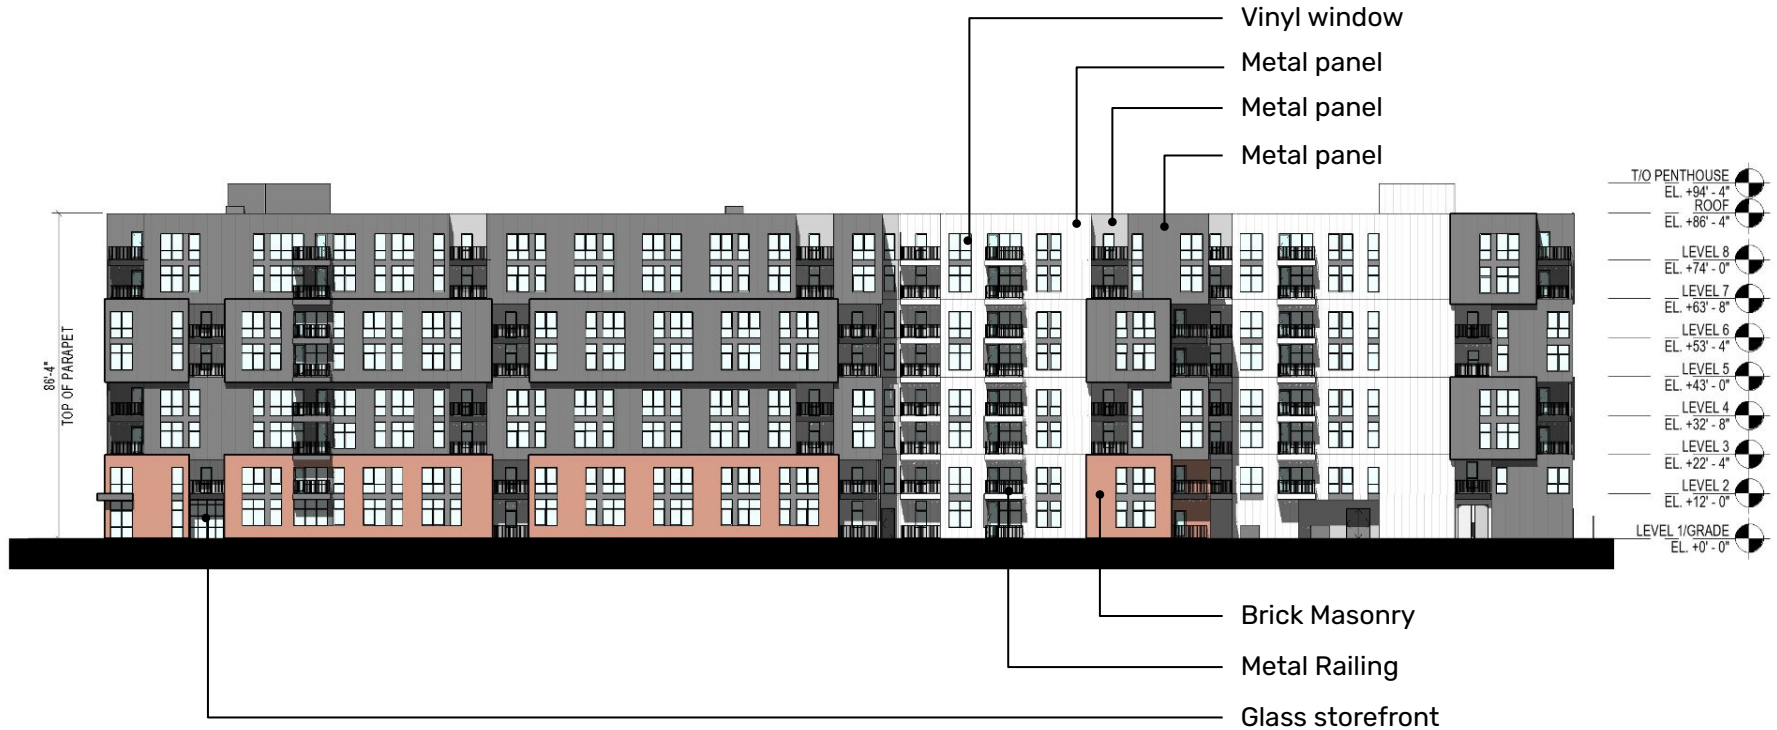 Vinyl window
Metal panel
Metal panel
Metal panel
T/O PENTHOUSE
EL. +94' - 4"
ROOF
EL. +86' - 4"
LEVEL 8
EL. +74' - 0"
LEVEL 7
EL. +63' - 8"
LEVEL 6
EL. +53' - 4"
LEVEL 5
EL. +43' - 0"
LEVEL 4
EL. +32' - 8"
LEVEL 3
EL. +22' - 4"
LEVEL 2
EL. +12' - 0"
LEVEL 1/GRADE
EL. +0' - 0"
86'-4"
TOP OF PARAPET
Brick Masonry
Metal Railing
Glass storefront